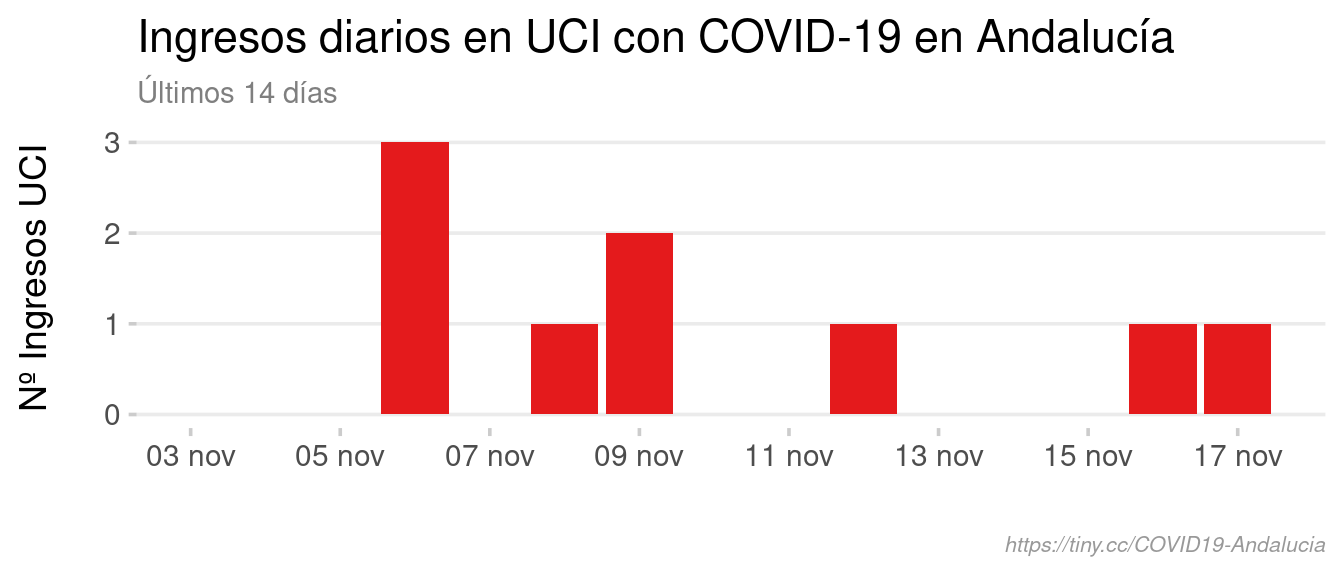 Ingresos diarios en UCI con COVID-19 en Andalucía
Últimos 14 días
Nº Ingresos UCI
3
2
1
0
03 nov 05 nov 07 nov 09 nov 11 nov 13 nov 15 nov 17 nov
https://tiny.cc/COVID19-Andalucia